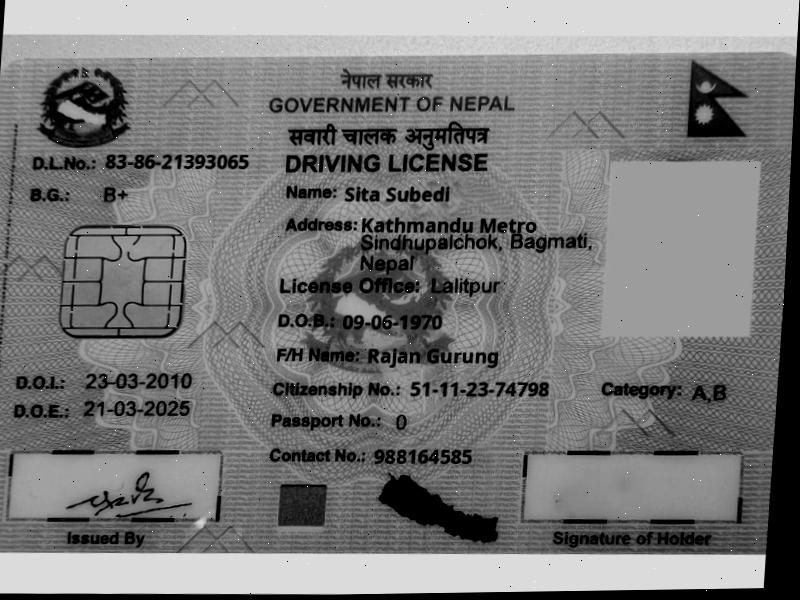 नेपाल सरकार
GOVERNMENT OF NEPAL
सवारी चालक अनुमतिपत्र
DRIVING LICENSE
D.L.No.: 83-86-21393065
B.G.: B+
Name: Sita Subedi
Address: Kathmandu Metro
Sindhupalchok, Bagmati,
Nepal
License Office: Lalitpur
D.O.B.: 09-06-1970
F/H Name: Rajan Gurung
D.O.I.: 23-03-2010
Citizenship No.: 51-11-23-74798
Category: A,B
D.O.E.: 21-03-2025
Passport No.: 0
Contact No.: 988164585
Issued By
Signature of Holder